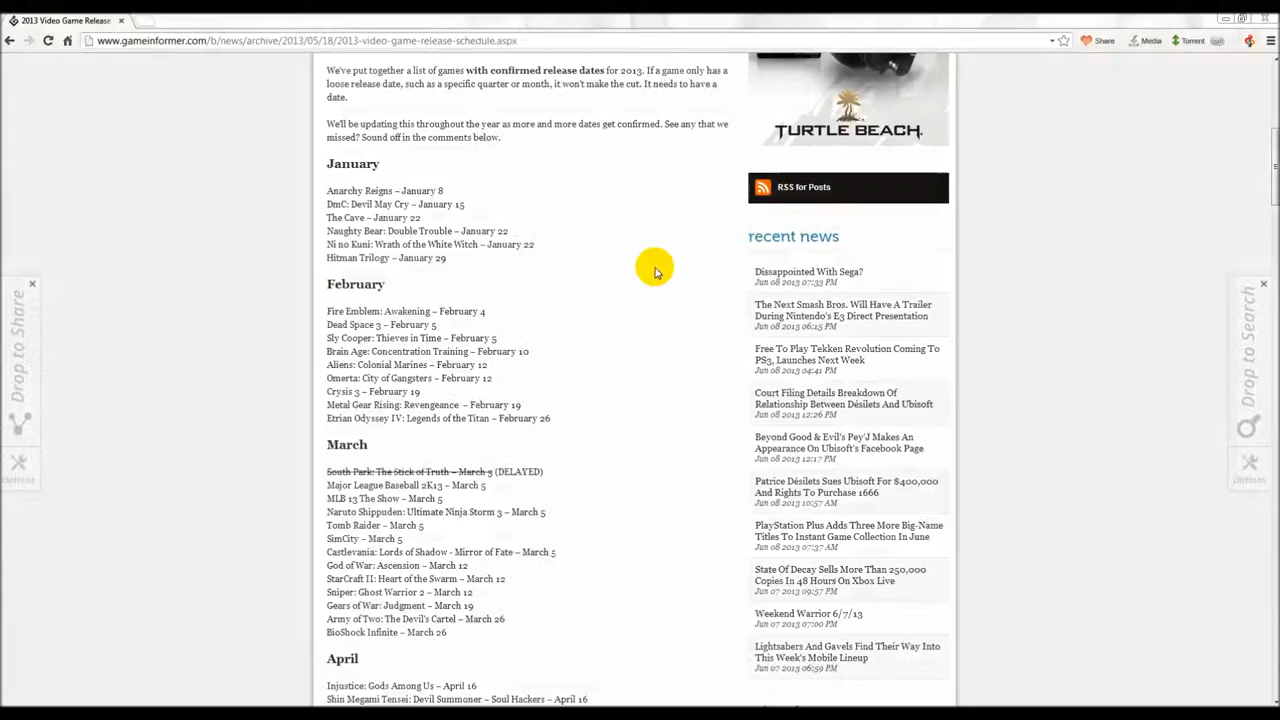 2013 Video Game Release
www.gameinformer.com/b/news/archive/2013/05/18/2013-video-game-release-schedule.aspx
Share
Media
Torrent
We've put together a list of games with confirmed release dates for 2013. If a game only has a
loose release date, such as a specific quarter or month, it won't make the cut. It needs to have a
date.
We'll be updating this throughout the year as more and more dates get confirmed. See any that we
missed? Sound off in the comments below.
January
Anarchy Reigns – January 8
DmC: Devil May Cry – January 15
The Cave – January 22
Naughty Bear: Double Trouble – January 22
Ni no Kuni: Wrath of the White Witch – January 22
Hitman Trilogy – January 29
February
Fire Emblem: Awakening – February 4
Dead Space 3 – February 5
Sly Cooper: Thieves in Time – February 5
Brain Age: Concentration Training – February 10
Aliens: Colonial Marines – February 12
Omerta: City of Gangsters – February 12
Crysis 3 – February 19
Metal Gear Rising: Revengeance – February 19
Etrian Odyssey IV: Legends of the Titan – February 26
March
South Park: The Stick of Truth – March 5 (DELAYED)
Major League Baseball 2K13 – March 5
MLB 13 The Show – March 5
Naruto Shippuden: Ultimate Ninja Storm 3 – March 5
Tomb Raider – March 5
SimCity – March 5
Castlevania: Lords of Shadow - Mirror of Fate – March 5
God of War: Ascension – March 12
StarCraft II: Heart of the Swarm – March 12
Sniper: Ghost Warrior 2 – March 12
Gears of War: Judgment – March 19
Army of Two: The Devil's Cartel – March 26
BioShock Infinite – March 26
April
Injustice: Gods Among Us – April 16
Shin Megami Tensei: Devil Summoner – Soul Hackers – April 16
TURTLE BEACH.
RSS for Posts
recent news
Dissappointed With Sega?
Jun 08 2013 07:33 PM
The Next Smash Bros. Will Have A Trailer
During Nintendo's E3 Direct Presentation
Jun 08 2013 06:15 PM
Free To Play Tekken Revolution Coming To
PS3, Launches Next Week
Jun 08 2013 04:41 PM
Court Filing Details Breakdown Of
Relationship Between Désilets And Ubisoft
Jun 08 2013 12:26 PM
Beyond Good & Evil's Pey'J Makes An
Appearance On Ubisoft's Facebook Page
Jun 08 2013 12:17 PM
Patrice Désilets Sues Ubisoft For $400,000
And Rights To Purchase 1666
Jun 08 2013 10:57 AM
PlayStation Plus Adds Three More Big-Name
Titles To Instant Game Collection In June
Jun 08 2013 07:37 AM
State Of Decay Sells More Than 250,000
Copies In 48 Hours On Xbox Live
Jun 07 2013 09:57 PM
Weekend Warrior 6/7/13
Jun 07 2013 07:00 PM
Lightsabers And Gavels Find Their Way Into
This Week's Mobile Lineup
Jun 07 2013 06:59 PM
Drop to Share
Options
Drop to Search
Options